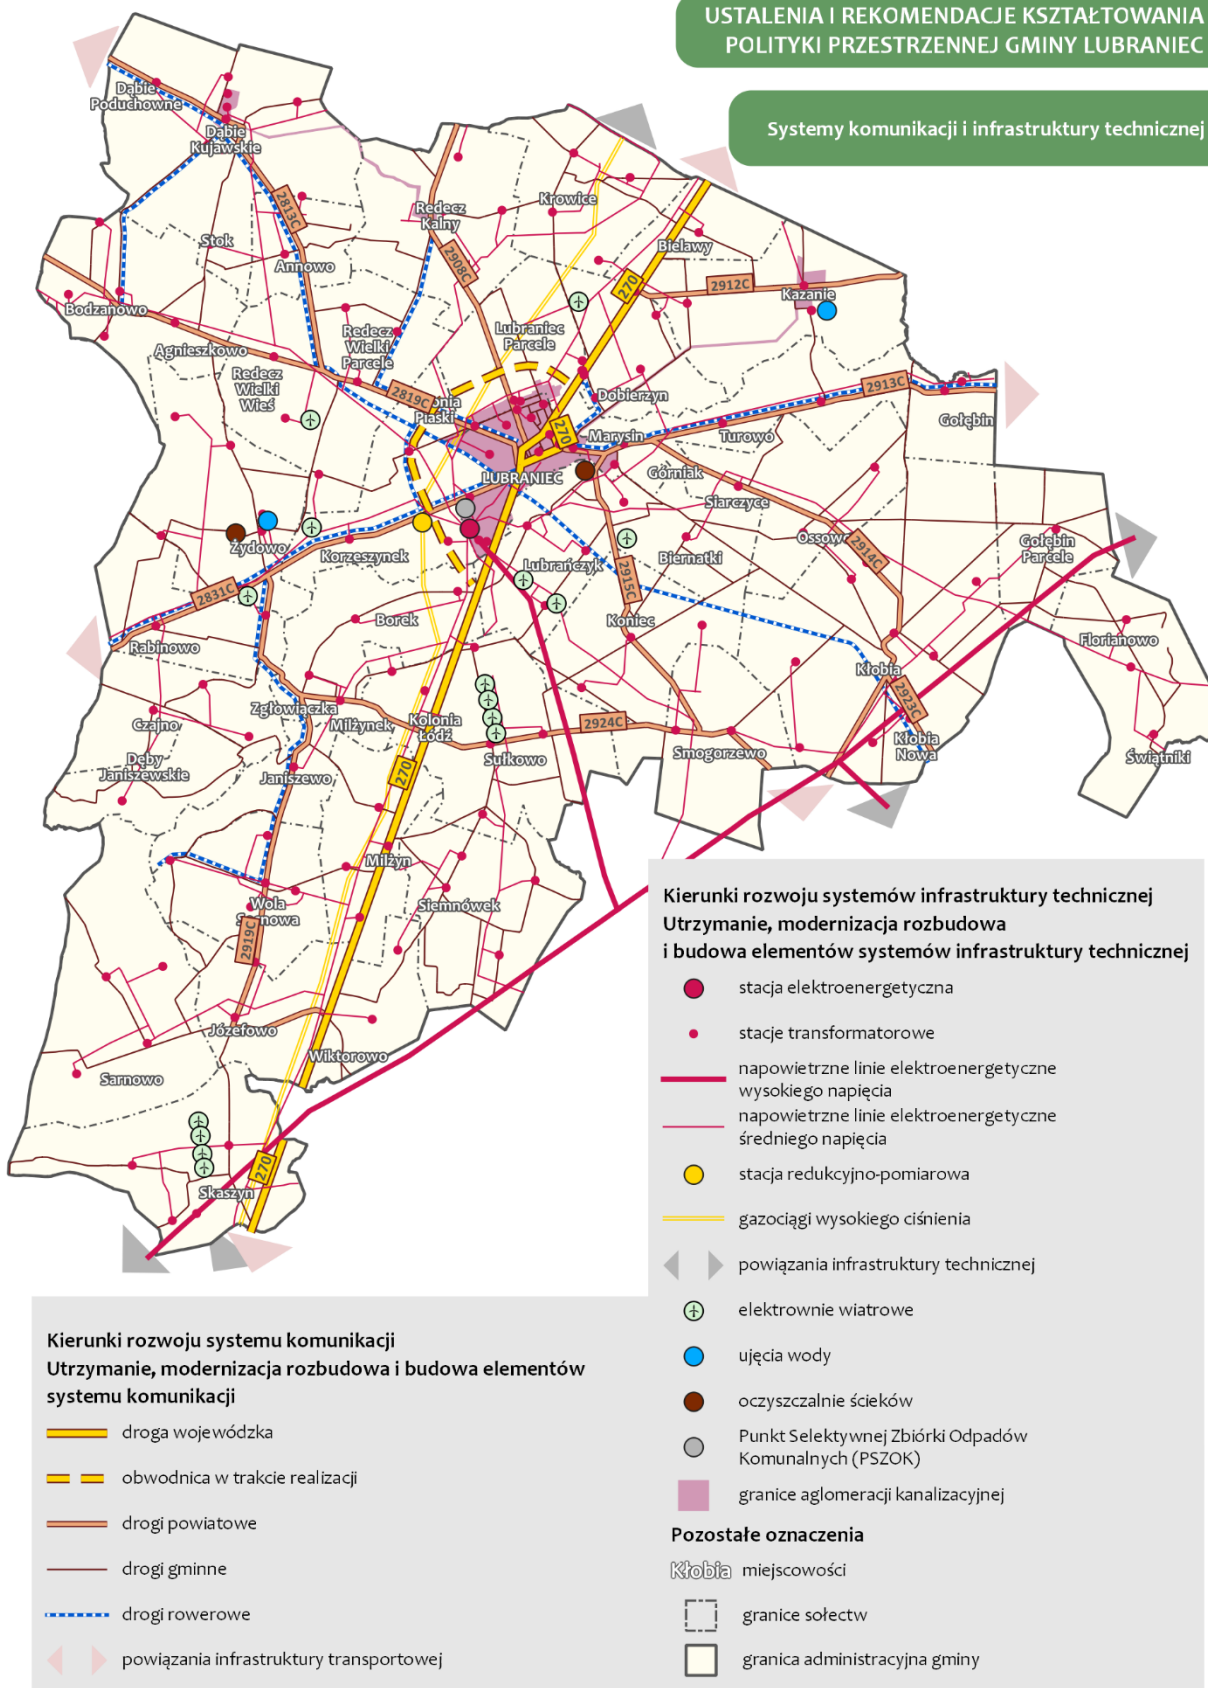 USTALENIA I REKOMENDACJE KSZTAŁTOWANIA
POLITYKI PRZESTRZENNEJ GMINY LUBRANIEC
Systemy komunikacji i infrastruktury technicznej
Dąbie
Poduchowne
Dąbie
Kujawskie
2813C
Stok
Annowo
Redecz
Kalny
2908C
Krowice
Bielawy
270
2912C
Kazanie
Bodzanowo
Agnieszkowo
Redecz
Wielki
Wieś
Redecz
Wielki
Parcele
Lubraniec
Parcele
2819C
Piaski
Dobierzyn
2913C
Gołębin
270
Marysin
Turowo
LUBRANIEC
Górniak
Siarczyce
Żydowo
Korzeszynek
Lubrańczyk
Biernatki
Ossowo
2914C
Gołębin
Parcele
2831C
2915C
Rabinowo
Borek
Koniec
Florianowo
Kłobia
Zgłowiączka
Milżynek
Kolonia
Łódź
2924C
2923C
Czajno
Dęby
Janiszewskie
Janiszewo
270
Sułkowo
Smogorzewo
Kłobia
Nowa
Świątniki
Milżyn
Wola
Sarnowa
Siemnówek
2919C
Józefowo
Wiktorowo
Sarnowo
270
Skaszyn
Kierunki rozwoju systemów infrastruktury technicznej
Utrzymanie, modernizacja rozbudowa
i budowa elementów systemów infrastruktury technicznej
stacja elektroenergetyczna
stacje transformatorowe
napowietrzne linie elektroenergetyczne
wysokiego napięcia
napowietrzne linie elektroenergetyczne
średniego napięcia
stacja redukcyjno-pomiarowa
gazociągi wysokiego ciśnienia
powiązania infrastruktury technicznej
elektrownie wiatrowe
ujęcia wody
oczyszczalnie ścieków
Punkt Selektywnej Zbiórki Odpadów
Komunalnych (PSZOK)
granice aglomeracji kanalizacyjnej
Pozostałe oznaczenia
Kłobia miejscowości
granice sołectw
granica administracyjna gminy
Kierunki rozwoju systemu komunikacji
Utrzymanie, modernizacja rozbudowa i budowa elementów
systemu komunikacji
droga wojewódzka
obwodnica w trakcie realizacji
drogi powiatowe
drogi gminne
drogi rowerowe
powiązania infrastruktury transportowej